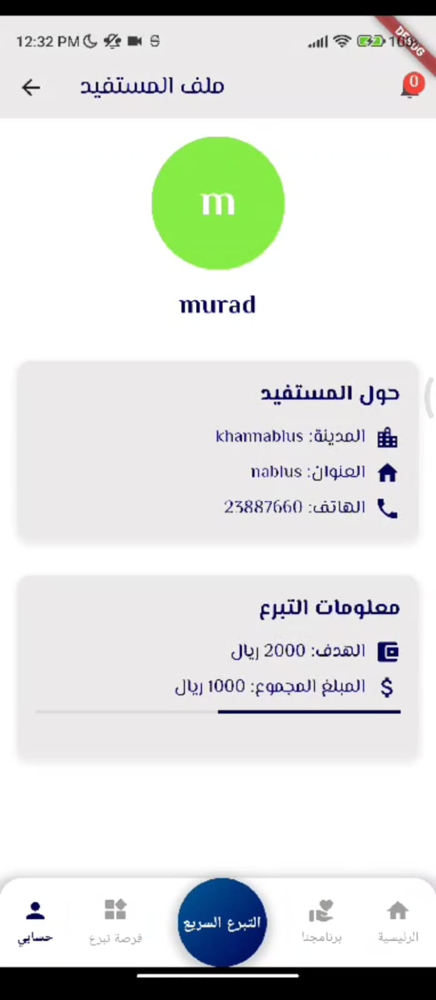 12:32 PM
DEBUG
ملف المستفيد
0
m
murad
حول المستفيد
المدينة: khannablus
العنوان: nablus
الهاتف: 23887660
معلومات التبرع
الهدف: 2000 ريال
المبلغ المجموع: 1000 ريال
الرئيسية
برنامجنا
التبرع السريع
فرصة تبرع
حسابي